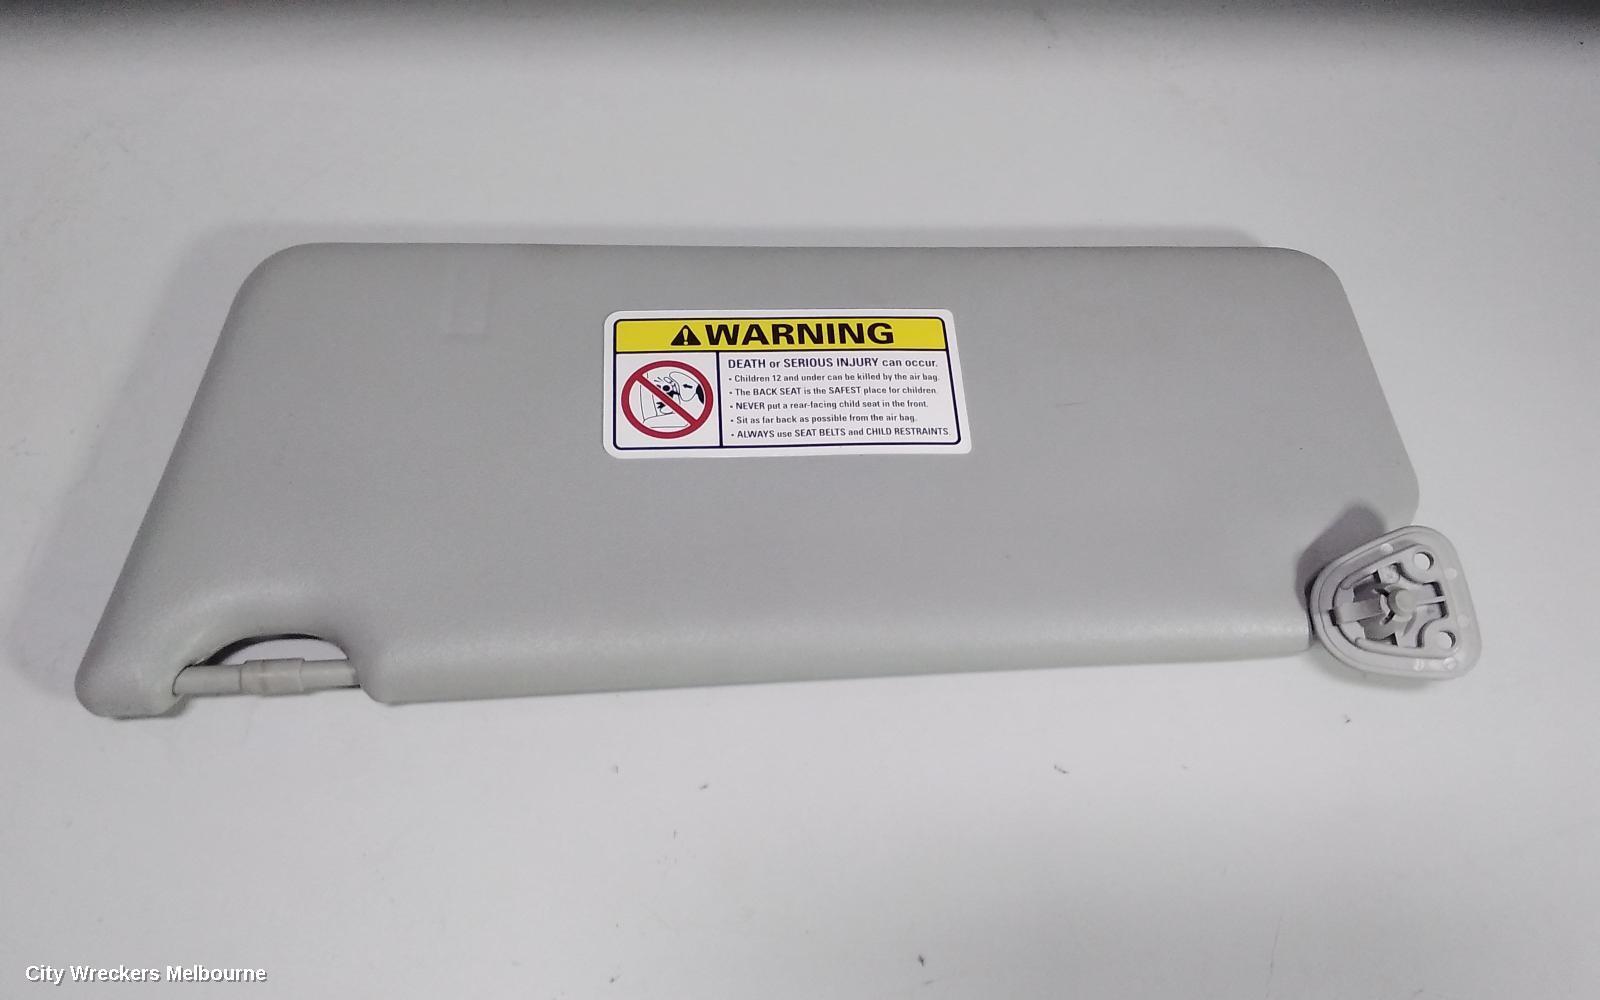 WARNING
DEATH or SERIOUS INJURY can occur.
• Children 12 and under can be killed by the air bag.
• The BACK SEAT is the SAFEST place for children.
• NEVER put a rear-facing child seat in the front.
• Sit as far back as possible from the air bag.
• ALWAYS use SEAT BELTS and CHILD RESTRAINTS.
City Wreckers Melbourne